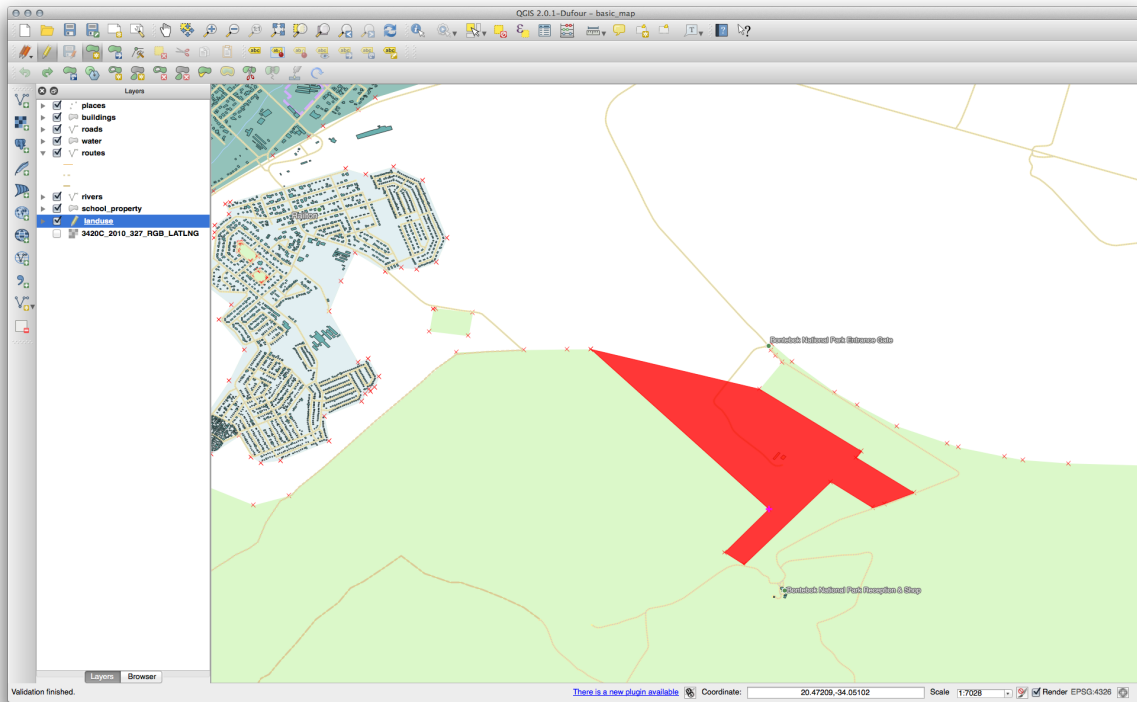 QGIS 2.0.1-Dufour - basic_map
Layers
places
buildings
roads
water
routes
rivers
school_property
landuse
3420C_2010_327_RGB_LATLNG
Railton
Bontebok National Park Entrance Gate
Bontebok National Park Reception & Shop
Layers
Browser
Validation finished.
There is a new plugin available
Coordinate:
20.47209,-34.05102
Scale
1:7028
Render
EPSG:4326